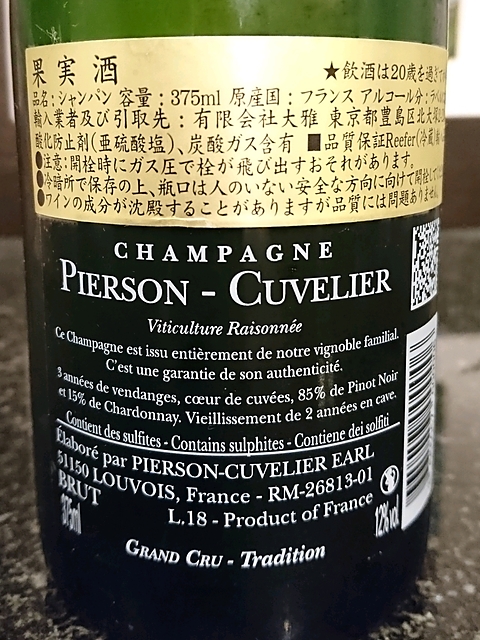 果実酒 ★飲酒は20歳を過ぎて
品名：シャンパン 容量：375ml 原産国：フランス アルコール分：
輸入業者及び引取先：有限会社大雅 東京都豊島区北大塚
酸化防止剤(亜硫酸塩)、炭酸ガス含有 ■品質保証Reefer(冷蔵)
●注意：開栓時にガス圧で栓が飛び出すおそれがあります。
●冷暗所で保存の上、瓶口は人のいない安全な方向に向けて開栓して
●ワインの成分が沈殿することがありますが品質には問題ありません。
CHAMPAGNE
PIERSON - CUVELIER
Viticulture Raisonnée
Ce Champagne est issu entièrement de notre vignoble familial.
C'est une garantie de son authenticité.
3 années de vendanges, cœur de cuvées, 85% de Pinot Noir
et 15% de Chardonnay. Vieillissement de 2 années en cave.
Contient des sulfites - Contains sulphites - Contiene dei solfiti
Élaboré par PIERSON-CUVELIER EARL
51150 LOUVOIS, France - RM-26813-01
BRUT L.18 - Product of France
375ml 12%vol
GRAND CRU - Tradition